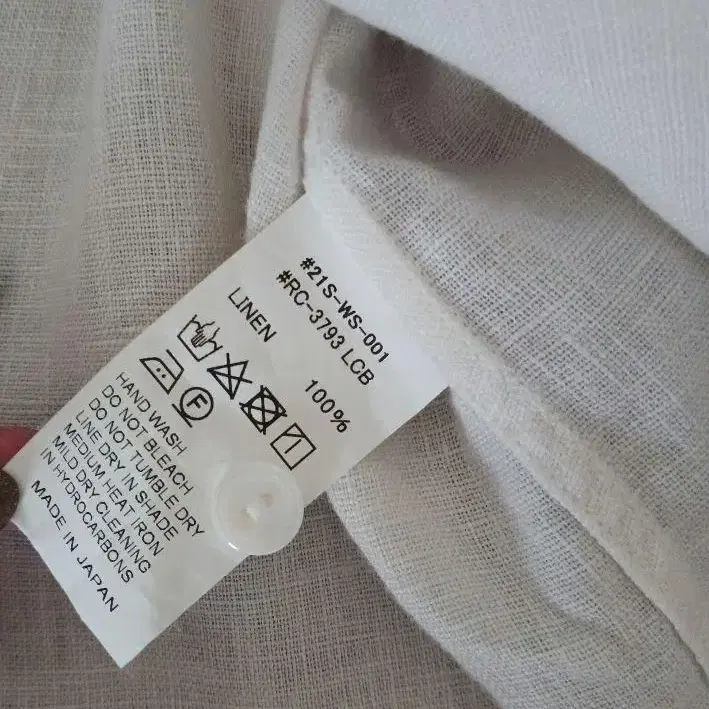 #21S-WS-001
#RC-3793 LCB
LINEN 100%
F
HAND WASH
DO NOT BLEACH
DO NOT TUMBLE DRY
LINE DRY IN SHADE
MEDIUM HEAT IRON
MILD DRY CLEANING
IN HYDROCARBONS
MADE IN JAPAN